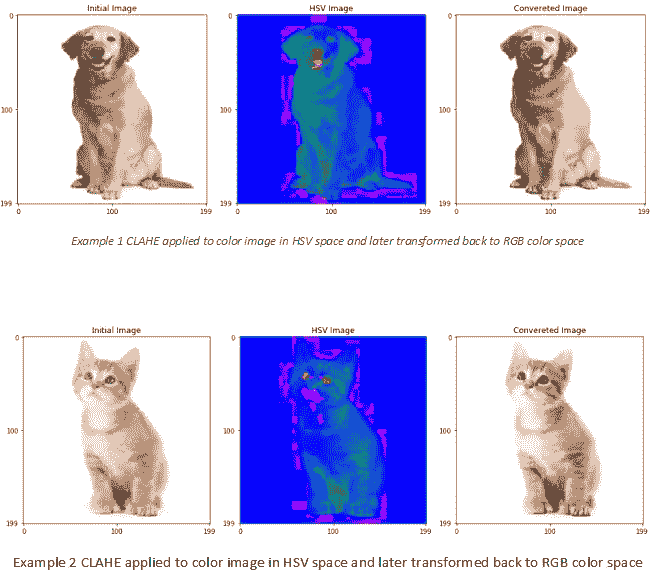 Initial Image HSV Image Convereted Image
0 0 0
100 100 100
199 199 199
0 100 199 0 100 199 0 100 199
Example 1 CLAHE applied to color image in HSV space and later transformed back to RGB color space
Initial Image HSV Image Convereted Image
0 0 0
100 100 100
199 199 199
0 100 199 0 100 199 0 100 199
Example 2 CLAHE applied to color image in HSV space and later transformed back to RGB color space